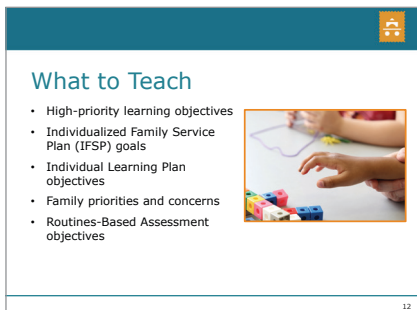 What to Teach
• High-priority learning objectives
• Individualized Family Service
Plan (IFSP) goals
• Individual Learning Plan
objectives
• Family priorities and concerns
• Routines-Based Assessment
objectives
12